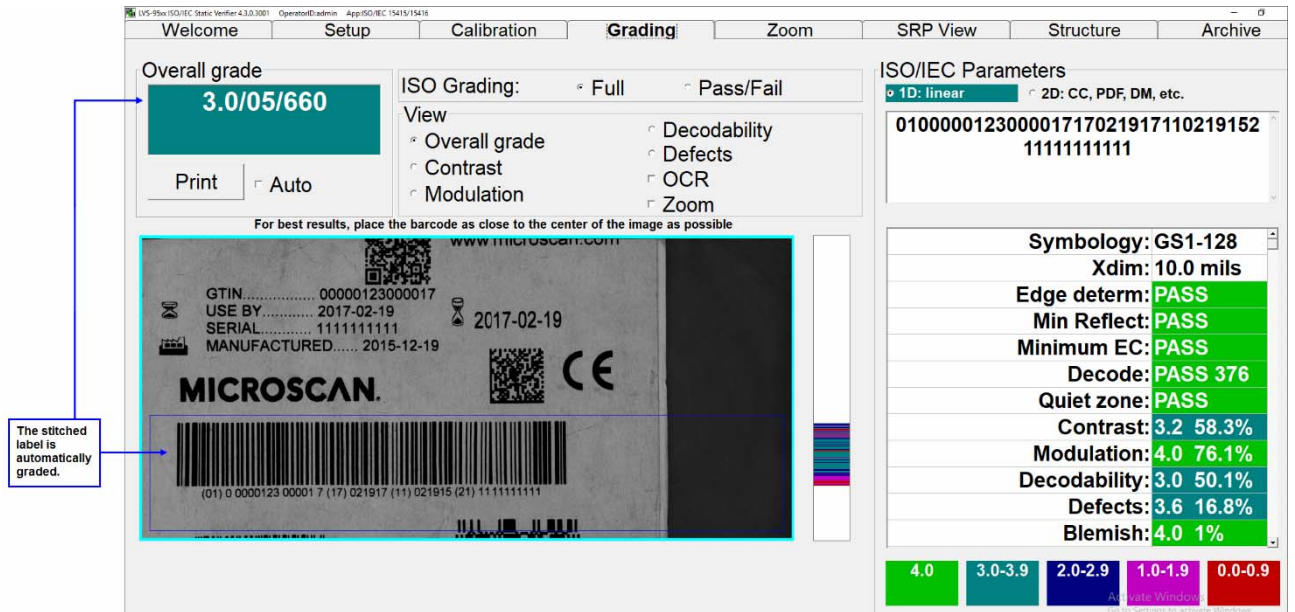 LVS-95xx ISO/IEC Static Verifier 4.3.0.3001 OperatorID:admin App:ISO/IEC 15415/15416
Welcome Setup Calibration Grading Zoom SRP View Structure Archive
Overall grade
3.0/05/660
Print Auto
ISO Grading: Full Pass/Fail
View
Overall grade
Contrast
Modulation
Decodability
Defects
OCR
Zoom
For best results, place the barcode as close to the center of the image as possible
www.microscan.com
GTIN................. 00000123000017
USE BY............ 2017-02-19
SERIAL............ 1111111111
MANUFACTURED...... 2015-12-19
2017-02-19
CE
MICROSCAN.
(01) 0 0000123 00001 7 (17) 021917 (11) 021915 (21) 1111111111
The stitched
label is
automatically
graded.
ISO/IEC Parameters
1D: linear 2D: CC, PDF, DM, etc.
010000012300001717021917110219152
11111111111
Symbology: GS1-128
Xdim: 10.0 mils
Edge determ: PASS
Min Reflect: PASS
Minimum EC: PASS
Decode: PASS 376
Quiet zone: PASS
Contrast: 3.2 58.3%
Modulation: 4.0 76.1%
Decodability: 3.0 50.1%
Defects: 3.6 16.8%
Blemish: 4.0 1%
4.0 3.0-3.9 2.0-2.9 1.0-1.9 0.0-0.9
Activate Windows
Go to Settings to activate Windows.